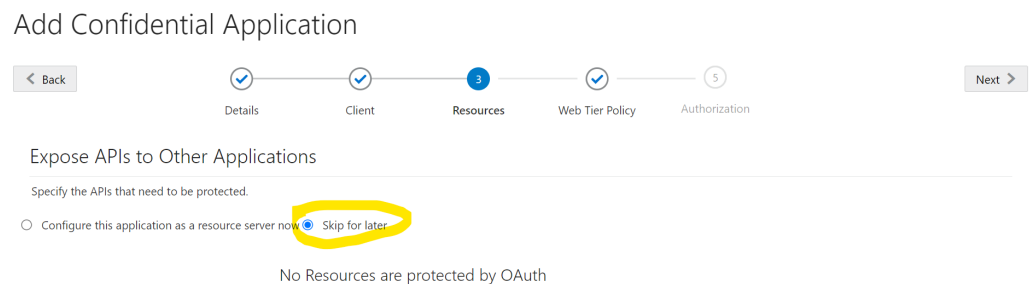 Add Confidential Application
Back
3
5
Next
Details
Client
Resources
Web Tier Policy
Authorization
Expose APIs to Other Applications
Specify the APIs that need to be protected.
Configure this application as a resource server now Skip for later
No Resources are protected by OAuth